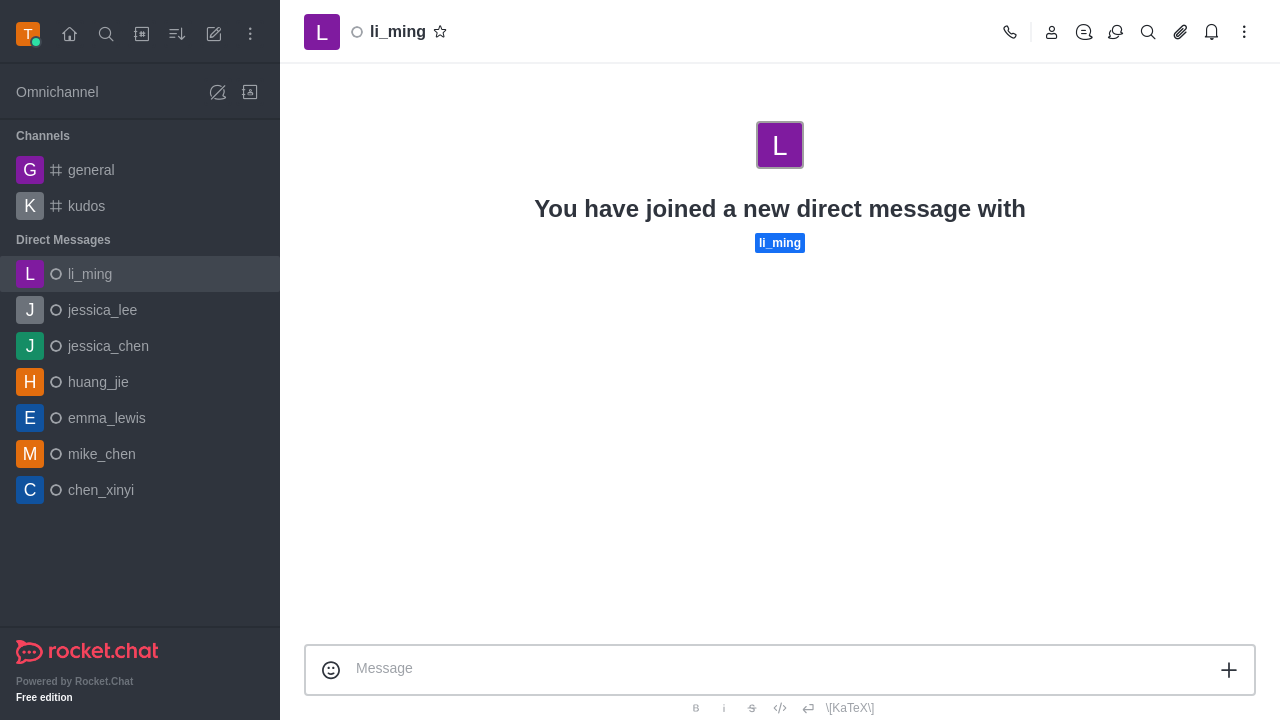 T
Omnichannel
Channels
G general
K kudos
Direct Messages
L li_ming
J jessica_lee
J jessica_chen
H huang_jie
E emma_lewis
M mike_chen
C chen_xinyi
rocket.chat
Powered by Rocket.Chat
Free edition
L li_ming
L
You have joined a new direct message with
li_ming
Message
B i S \[KaTeX\]